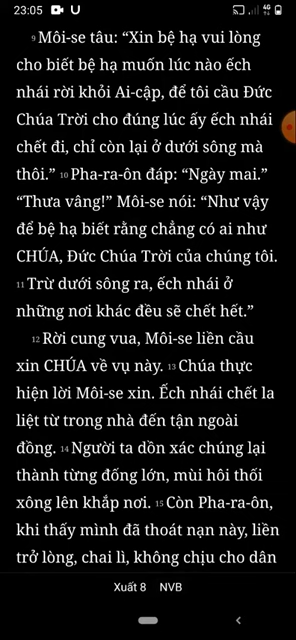 23:05 U 4G
9 Môi-se tâu: “Xin bệ hạ vui lòng
cho biết bệ hạ muốn lúc nào ếch
nhái rời khỏi Ai-cập, để tôi cầu Đức
Chúa Trời cho đúng lúc ấy ếch nhái
chết đi, chỉ còn lại ở dưới sông mà
thôi.” 10 Pha-ra-ôn đáp: “Ngày mai.”
“Thưa vâng!” Môi-se nói: “Như vậy
để bệ hạ biết rằng chẳng có ai như
CHÚA, Đức Chúa Trời của chúng tôi.
11 Trừ dưới sông ra, ếch nhái ở
những nơi khác đều sẽ chết hết.”
12 Rời cung vua, Môi-se liền cầu
xin CHÚA về vụ này. 13 Chúa thực
hiện lời Môi-se xin. Ếch nhái chết la
liệt từ trong nhà đến tận ngoài
đồng. 14 Người ta dồn xác chúng lại
thành từng đống lớn, mùi hôi thối
xông lên khắp nơi. 15 Còn Pha-ra-ôn,
khi thấy mình đã thoát nạn này, liền
trở lòng, chai lì, không chịu cho dân
Xuất 8 NVB